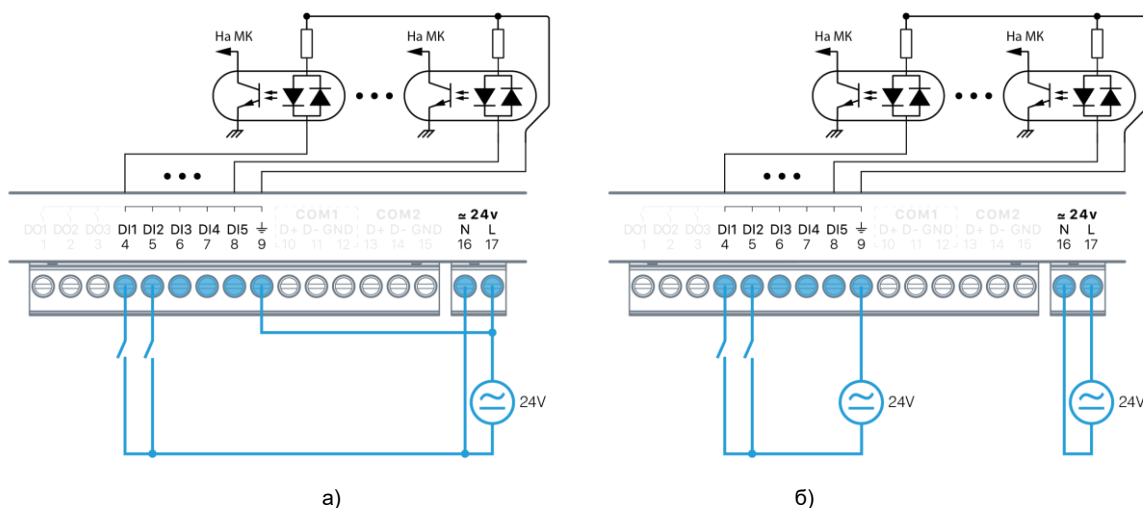 На МК На МК
≃ 24v
COM1 COM2
DO1 DO2 DO3 DI1 DI2 DI3 DI4 DI5 ⏚ D+ D- GND D+ D- GND N L
1 2 3 4 5 6 7 8 9 10 11 12 13 14 15 16 17
24V
а)
На МК На МК
≃ 24v
COM1 COM2
DO1 DO2 DO3 DI1 DI2 DI3 DI4 DI5 ⏚ D+ D- GND D+ D- GND N L
1 2 3 4 5 6 7 8 9 10 11 12 13 14 15 16 17
24V 24V
б)